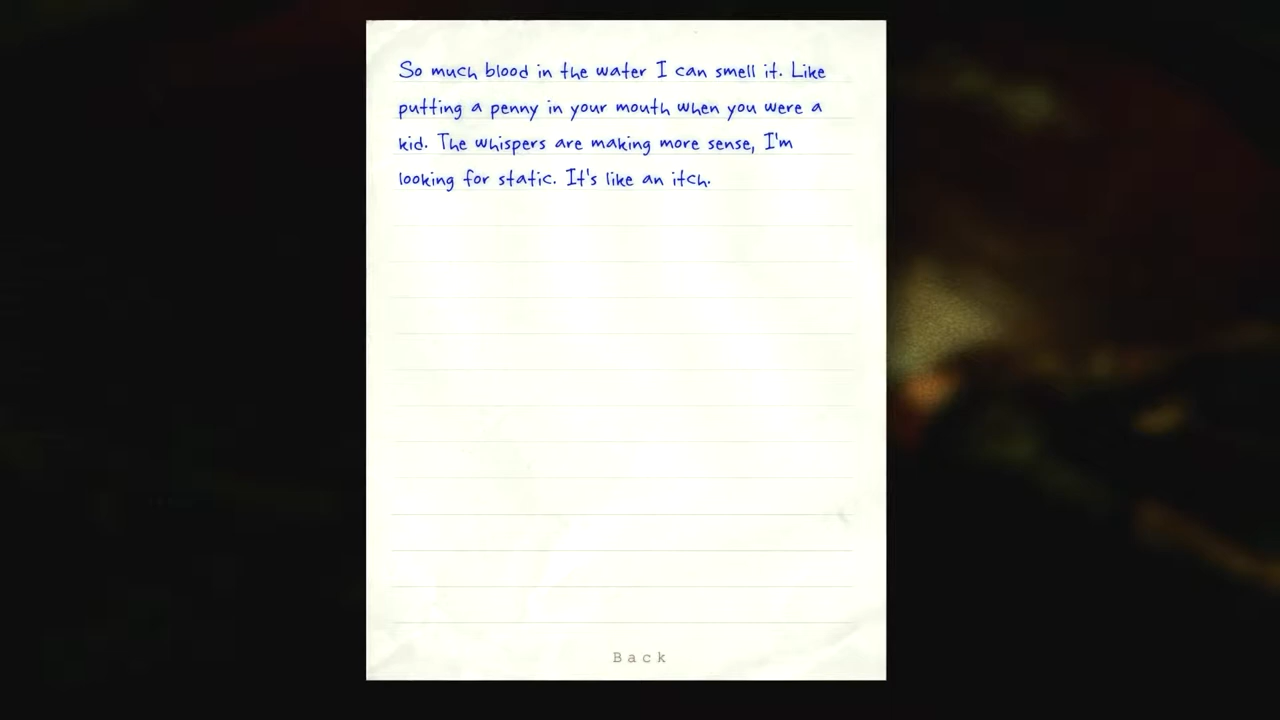 So much blood in the water I can smell it. Like
putting a penny in your mouth when you were a
kid. The whispers are making more sense, I'm
looking for static. It's like an itch.
Back